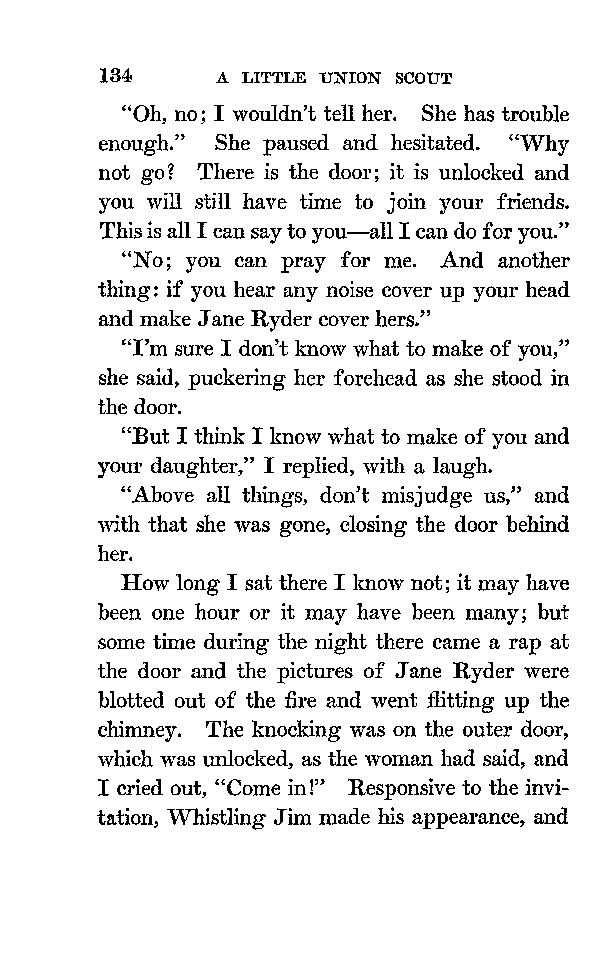 134 A LITTLE UNION SCOUT
“Oh, no; I wouldn’t tell her. She has trouble
enough.” She paused and hesitated. “Why
not go? There is the door; it is unlocked and
you will still have time to join your friends.
This is all I can say to you—all I can do for you.”
“No; you can pray for me. And another
thing: if you hear any noise cover up your head
and make Jane Ryder cover hers.”
“I’m sure I don’t know what to make of you,”
she said, puckering her forehead as she stood in
the door.
“But I think I know what to make of you and
your daughter,” I replied, with a laugh.
“Above all things, don’t misjudge us,” and
with that she was gone, closing the door behind
her.
How long I sat there I know not; it may have
been one hour or it may have been many; but
some time during the night there came a rap at
the door and the pictures of Jane Ryder were
blotted out of the fire and went flitting up the
chimney. The knocking was on the outer door,
which was unlocked, as the woman had said, and
I cried out, “Come in!” Responsive to the invi-
tation, Whistling Jim made his appearance, and